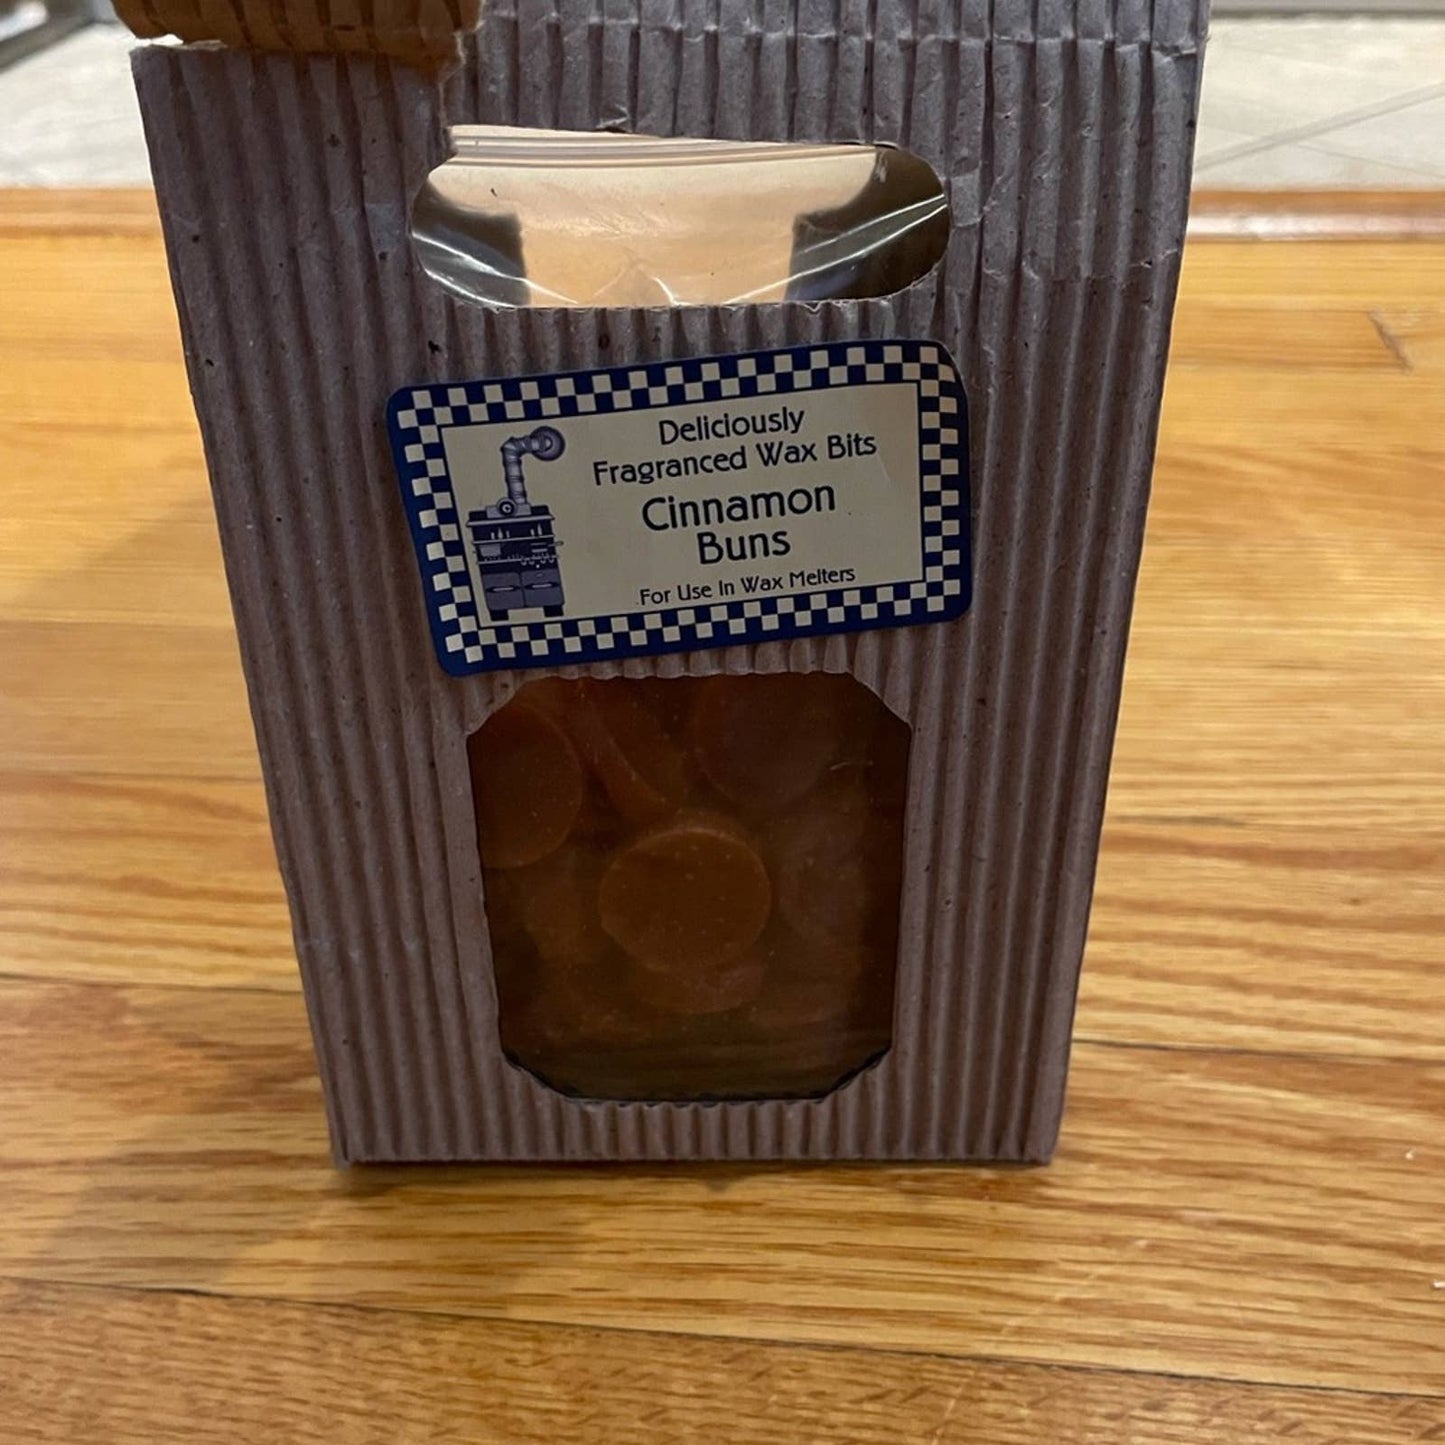 Deliciously
Fragranced Wax Bits
Cinnamon
Buns
For Use In Wax Melters